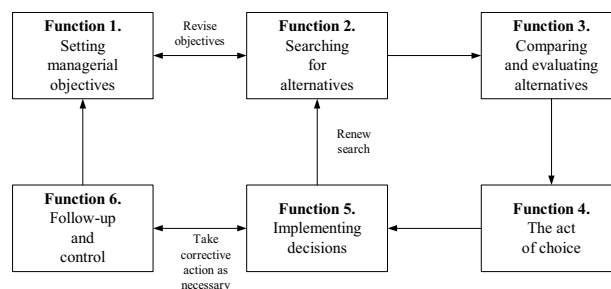 Function 1.
Setting
managerial
objectives
Revise
objectives
Function 2.
Searching
for
alternatives
Function 3.
Comparing
and evaluating
alternatives
Renew
search
Function 6.
Follow-up
and
control
Take
corrective
action as
necessary
Function 5.
Implementing
decisions
Function 4.
The act
of choice